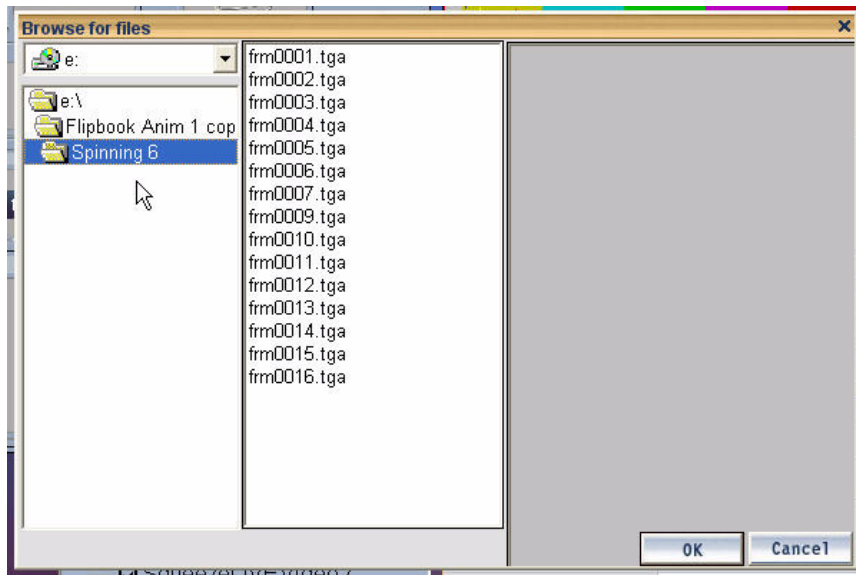 Browse for files
e:
e:\
Flipbook Anim 1 cop
Spinning 6
frm0001.tga
frm0002.tga
frm0003.tga
frm0004.tga
frm0005.tga
frm0006.tga
frm0007.tga
frm0009.tga
frm0010.tga
frm0011.tga
frm0012.tga
frm0013.tga
frm0014.tga
frm0015.tga
frm0016.tga
OK
Cancel